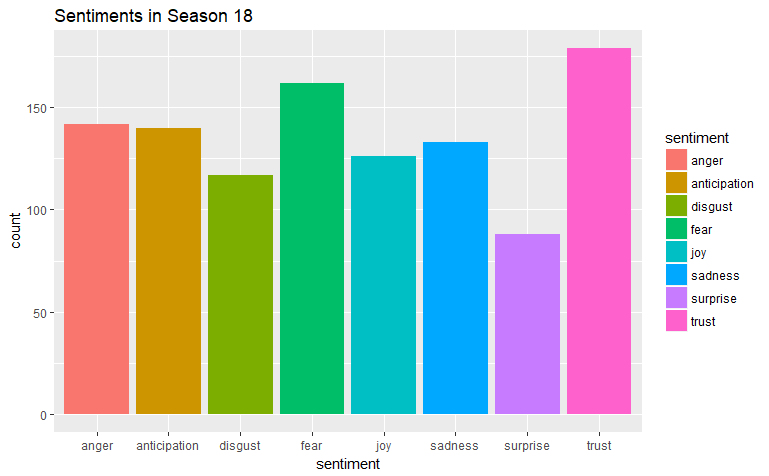 Sentiments in Season 18
count
150
100
50
0
anger
anticipation
disgust
fear
joy
sadness
surprise
trust
sentiment
sentiment
anger
anticipation
disgust
fear
joy
sadness
surprise
trust